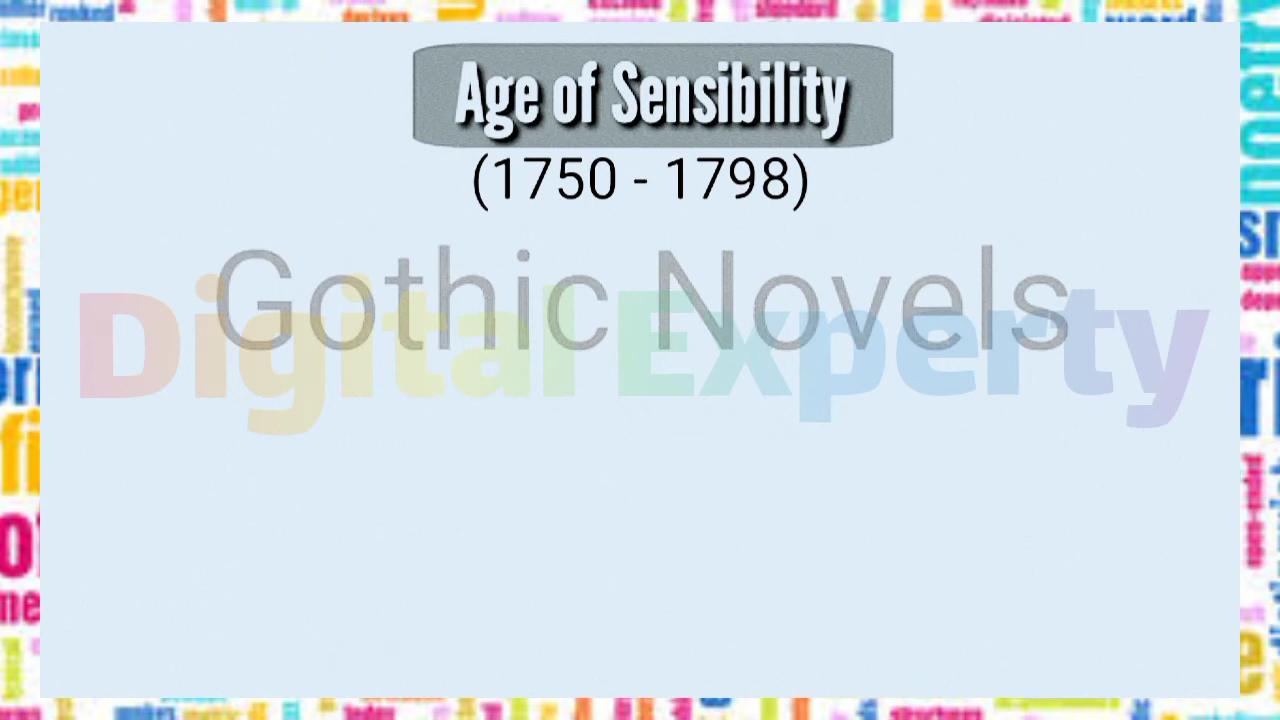 Age of Sensibility
(1750 - 1798)
Gothic Novels
Digital Experty